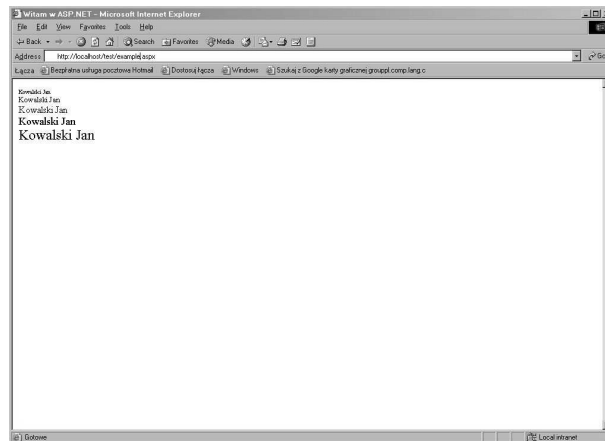 Witam w ASP.NET - Microsoft Internet Explorer
File Edit View Favorites Tools Help
Back Search Favorites Media
Address http://localhost/test/example.aspx Go
Łącza Bezpłatna usługa pocztowa Hotmail Dostosuj łącza Windows Szukaj z Google karty graficznej grouppl.comp.lang.c
Kowalski Jan
Kowalski Jan
Kowalski Jan
Kowalski Jan
Kowalski Jan
Gotowe Local intranet